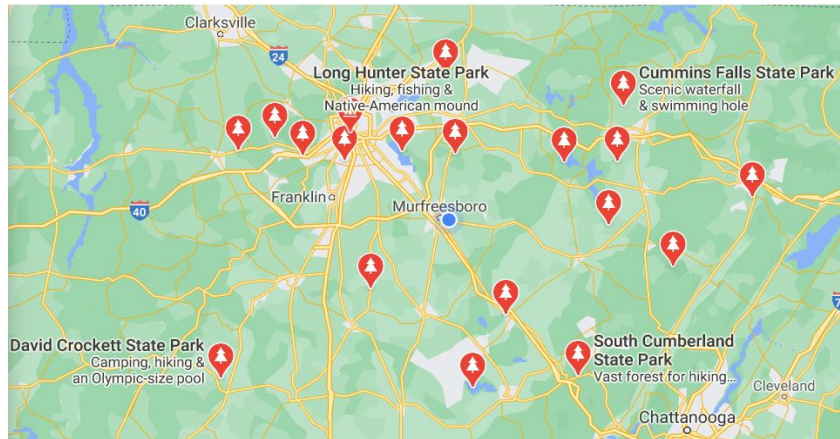 Clarksville
24
Long Hunter State Park
Hiking, fishing &
Native-American mound
Cummins Falls State Park
Scenic waterfall
& swimming hole
Franklin
40
Murfreesboro
David Crockett State Park
Camping, hiking &
an Olympic-size pool
South Cumberland
State Park
Vast forest for hiking...
Cleveland
Chattanooga